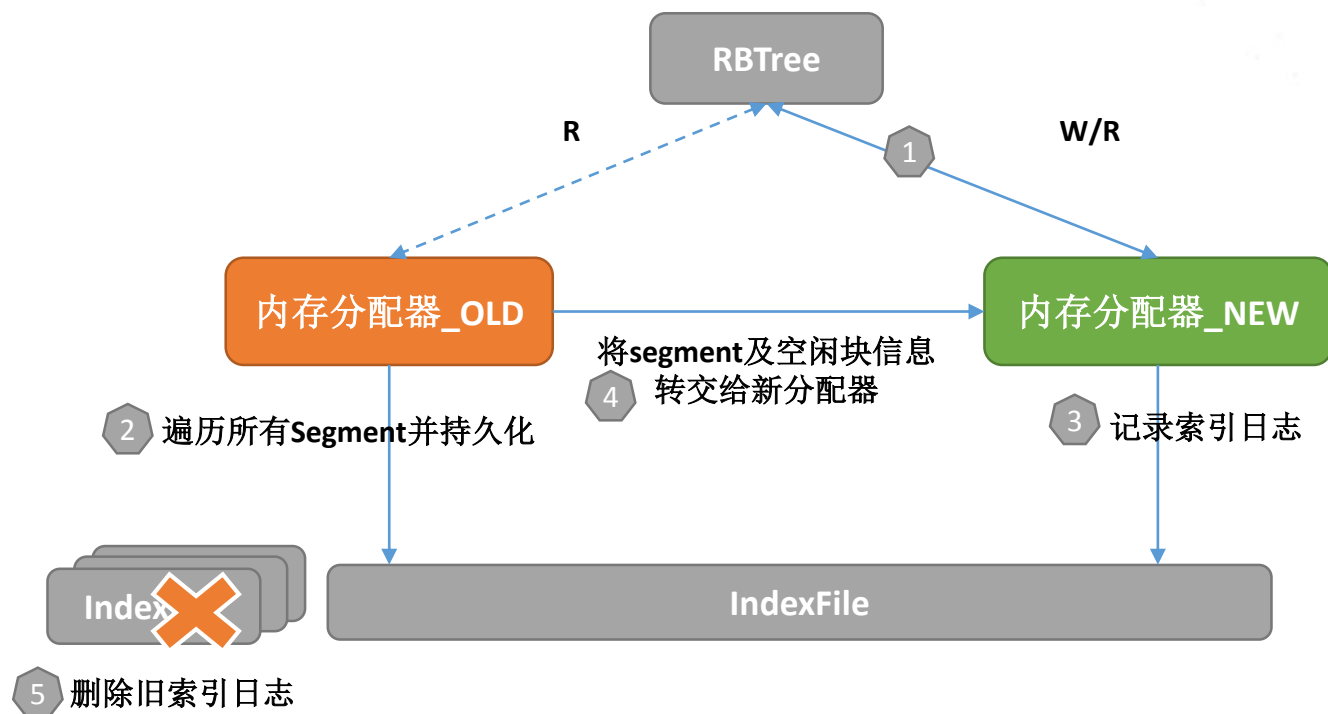 RBTree
R
W/R
1
内存分配器_OLD
内存分配器_NEW
将segment及空闲块信息
4 转交给新分配器
2 遍历所有Segment并持久化
3 记录索引日志
Index
IndexFile
5 删除旧索引日志